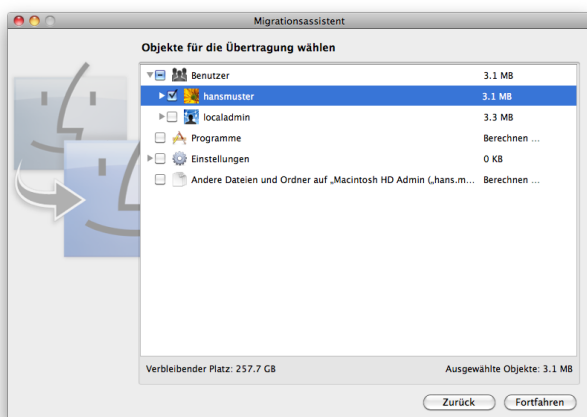 Migrationsassistent
Objekte für die Übertragung wählen
Benutzer 3.1 MB
hansmuster 3.1 MB
localadmin 3.3 MB
Programme Berechnen ...
Einstellungen 0 KB
Andere Dateien und Ordner auf „Macintosh HD Admin („hans.m... Berechnen ...
Verbleibender Platz: 257.7 GB Ausgewählte Objekte: 3.1 MB
Zurück Fortfahren